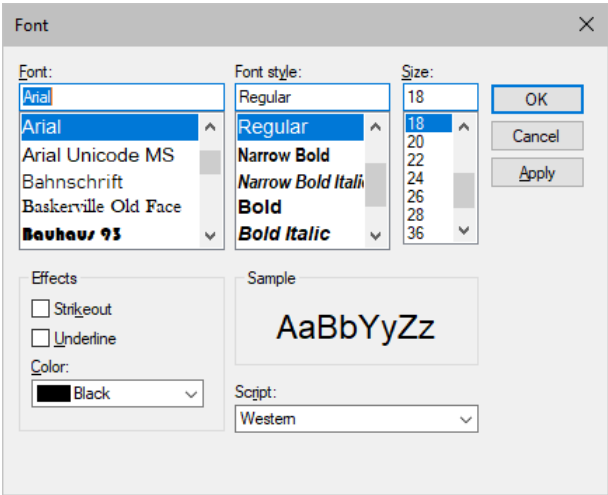 Font
Font:
Arial
Arial
Arial Unicode MS
Bahnschrift
Baskerville Old Face
Bauhaus 93
Font style:
Regular
Regular
Narrow Bold
Narrow Bold Itali
Bold
Bold Italic
Size:
18
18
20
22
24
26
28
36
OK
Cancel
Apply
Effects
Strikeout
Underline
Color:
Black
Sample
AaBbYyZz
Script:
Western